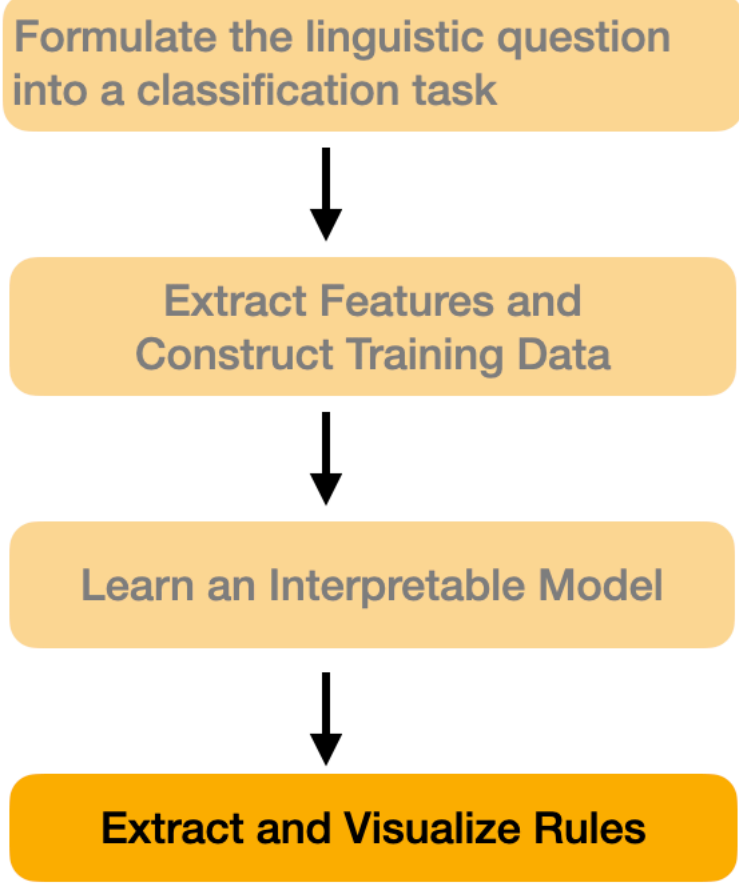 Formulate the linguistic question
into a classification task
Extract Features and
Construct Training Data
Learn an Interpretable Model
Extract and Visualize Rules